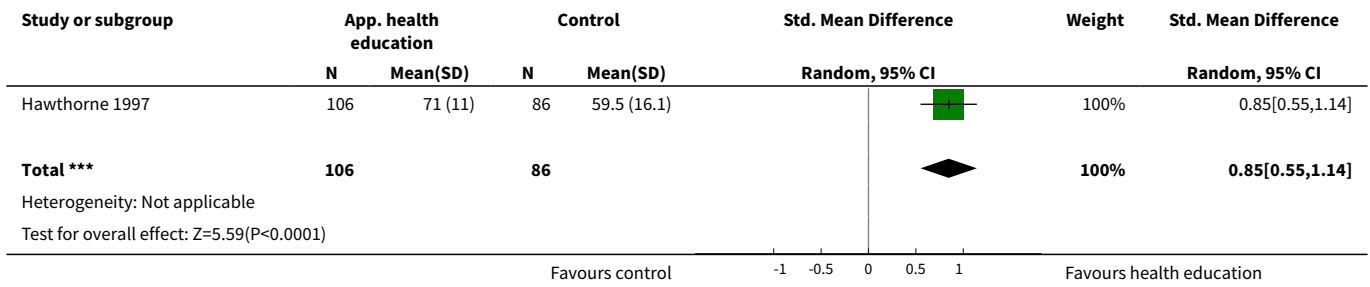 Study or subgroup App. health education Control Std. Mean Difference Weight Std. Mean Difference
N Mean(SD) N Mean(SD) Random, 95% CI Random, 95% CI
Hawthorne 1997 106 71 (11) 86 59.5 (16.1) 100% 0.85[0.55,1.14]
Total *** 106 86 100% 0.85[0.55,1.14]
Heterogeneity: Not applicable
Test for overall effect: Z=5.59(P<0.0001)
Favours control -1 -0.5 0 0.5 1 Favours health education